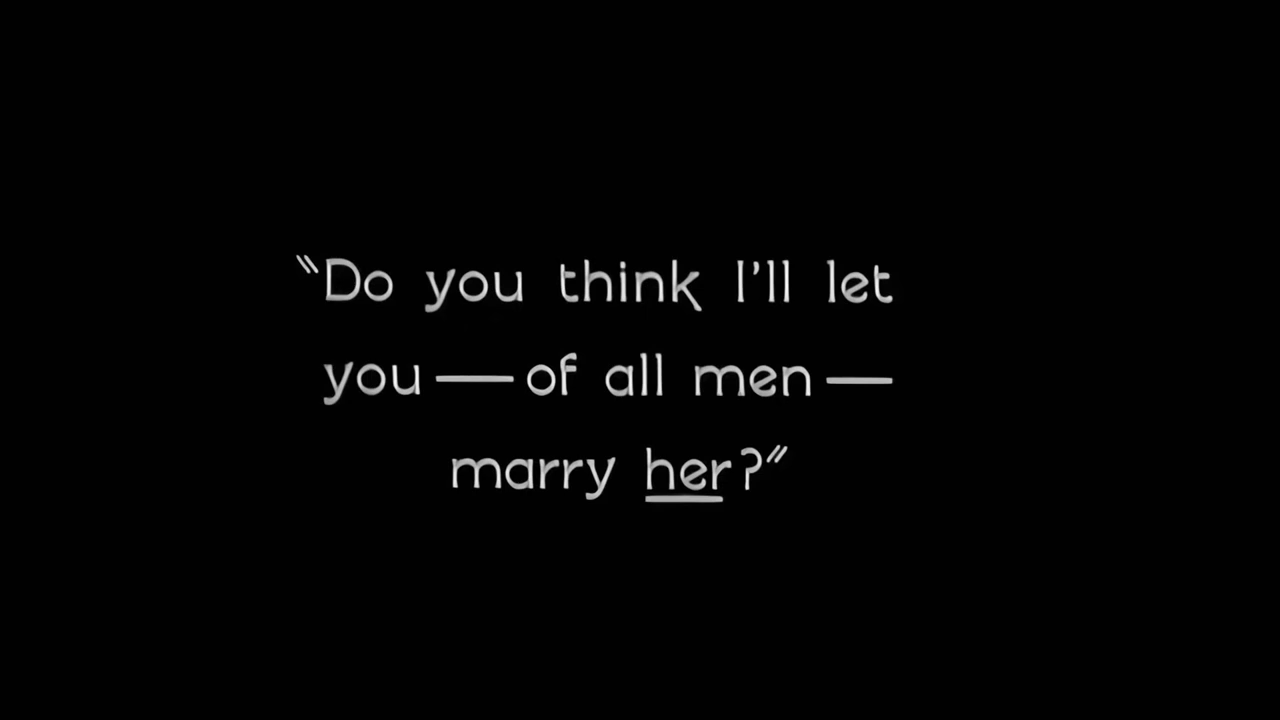 "Do you think I'll let
you — of all men —
marry her?"